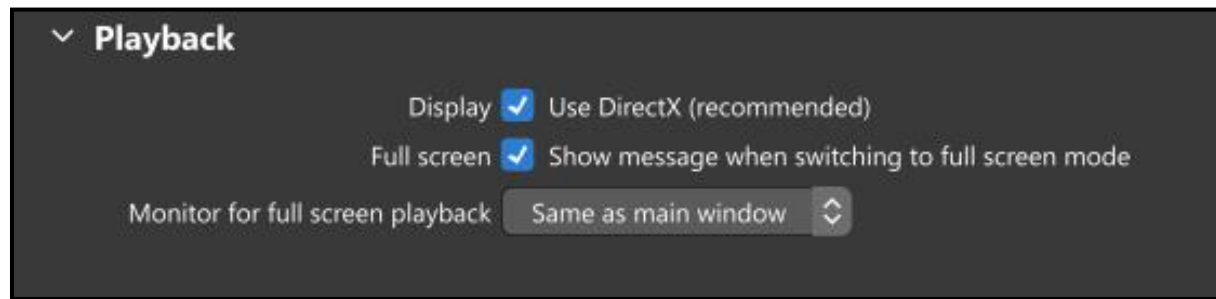 Playback
Display Use DirectX (recommended)
Full screen Show message when switching to full screen mode
Monitor for full screen playback Same as main window